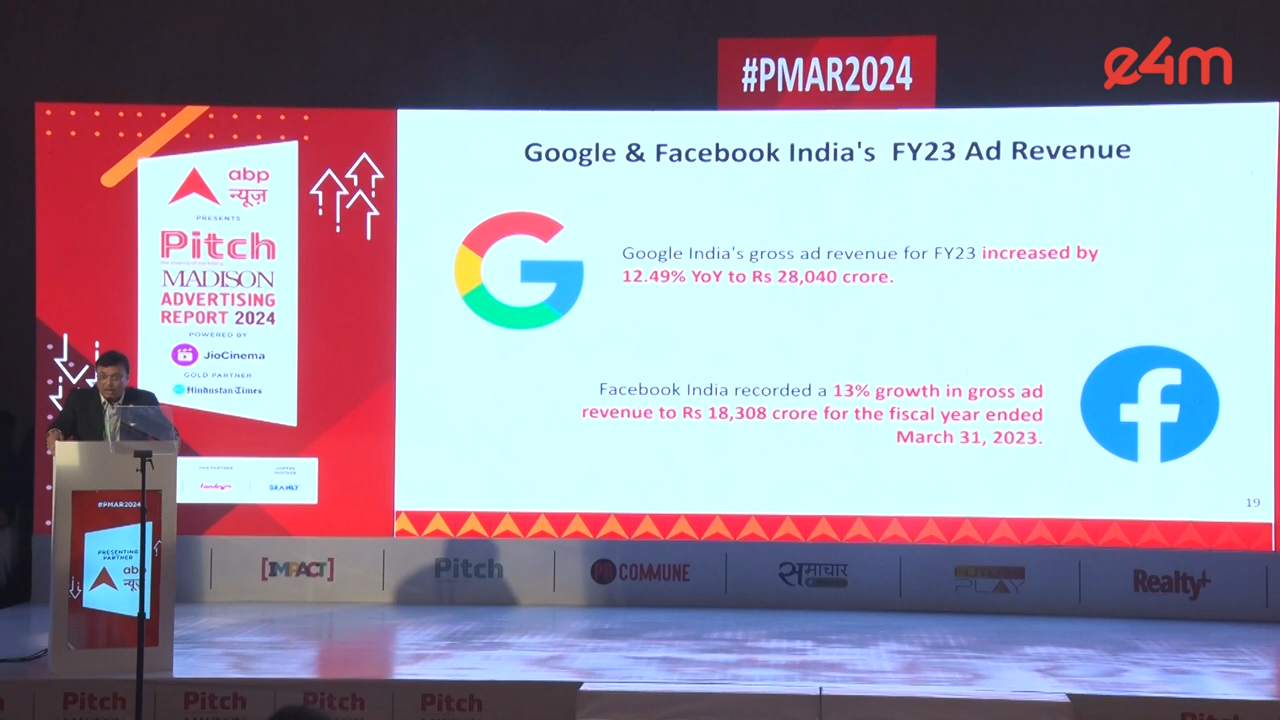 #PMAR2024
e4m
abp
न्यूज़
PRESENTS
Pitch
MADISON
ADVERTISING
REPORT 2024
POWERED BY
JioCinema
GOLD PARTNER
Hindustan Times
Google & Facebook India's FY23 Ad Revenue
Google India's gross ad revenue for FY23 increased by
12.49% YoY to Rs 28,040 crore.
Facebook India recorded a 13% growth in gross ad
revenue to Rs 18,308 crore for the fiscal year ended
March 31, 2023.
19
#PMAR2024
PRESENTING
PARTNER
abp
[IMPACT]
Pitch
PR COMMUNE
समाचार
PLAY
Realty+
Pitch
Pitch
Pitch
Pitch